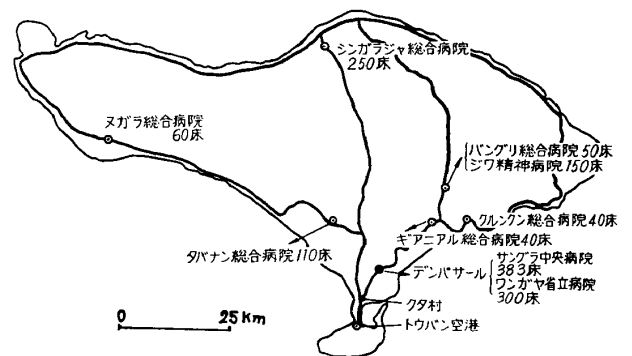 シンガラジャ総合病院
250床
ヌガラ総合病院
60床
バングリ総合病院50床
ジワ精神病院150床
クルンクン総合病院40床
ギアニアル総合病院40床
タバナン総合病院110床
デンパサール
サングラ中央病院
383床
ワンガヤ省立病院
300床
クタ村
トウバン空港
0 25Km